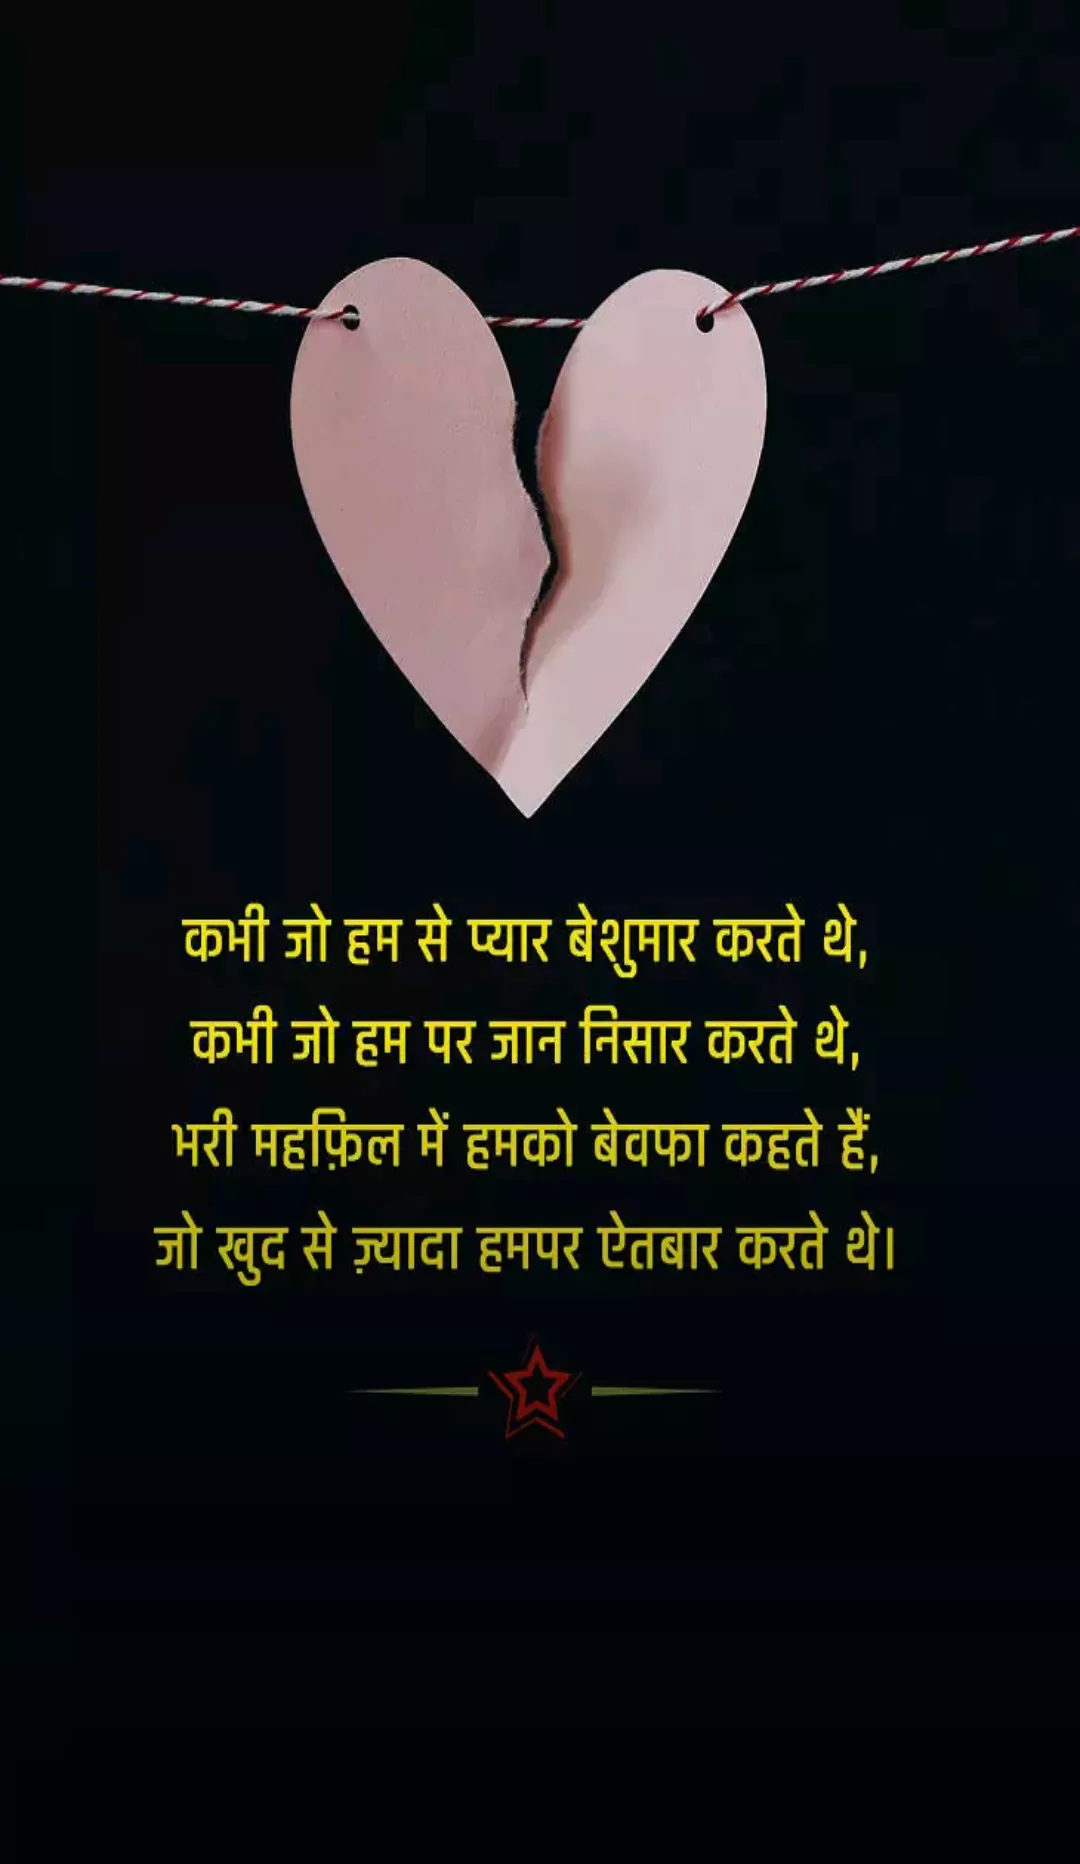 कभी जो हम से प्यार बेशुमार करते थे,
कभी जो हम पर जान निसार करते थे,
भरी महफ़िल में हमको बेवफा कहते हैं,
जो खुद से ज़्यादा हमपर ऐतबार करते थे।